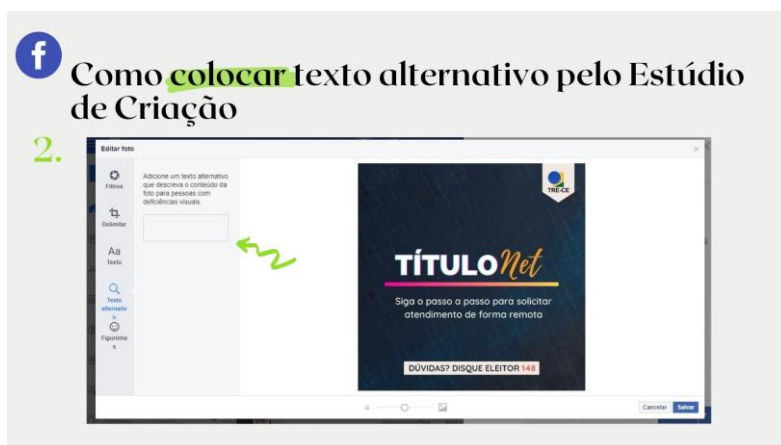 f
Como colocar texto alternativo pelo Estúdio
de Criação
2.
Editar foto
Filtros
Delimitar
Aa
Texto
Texto
alternativ
o
Figurinha
s
Adicione um texto alternativo
que descreva o conteúdo da
foto para pessoas com
deficiências visuais.
TRE-CE
TÍTULO Net
Siga o passo a passo para solicitar
atendimento de forma remota
DÚVIDAS? DISQUE ELEITOR 148
Cancelar Salvar